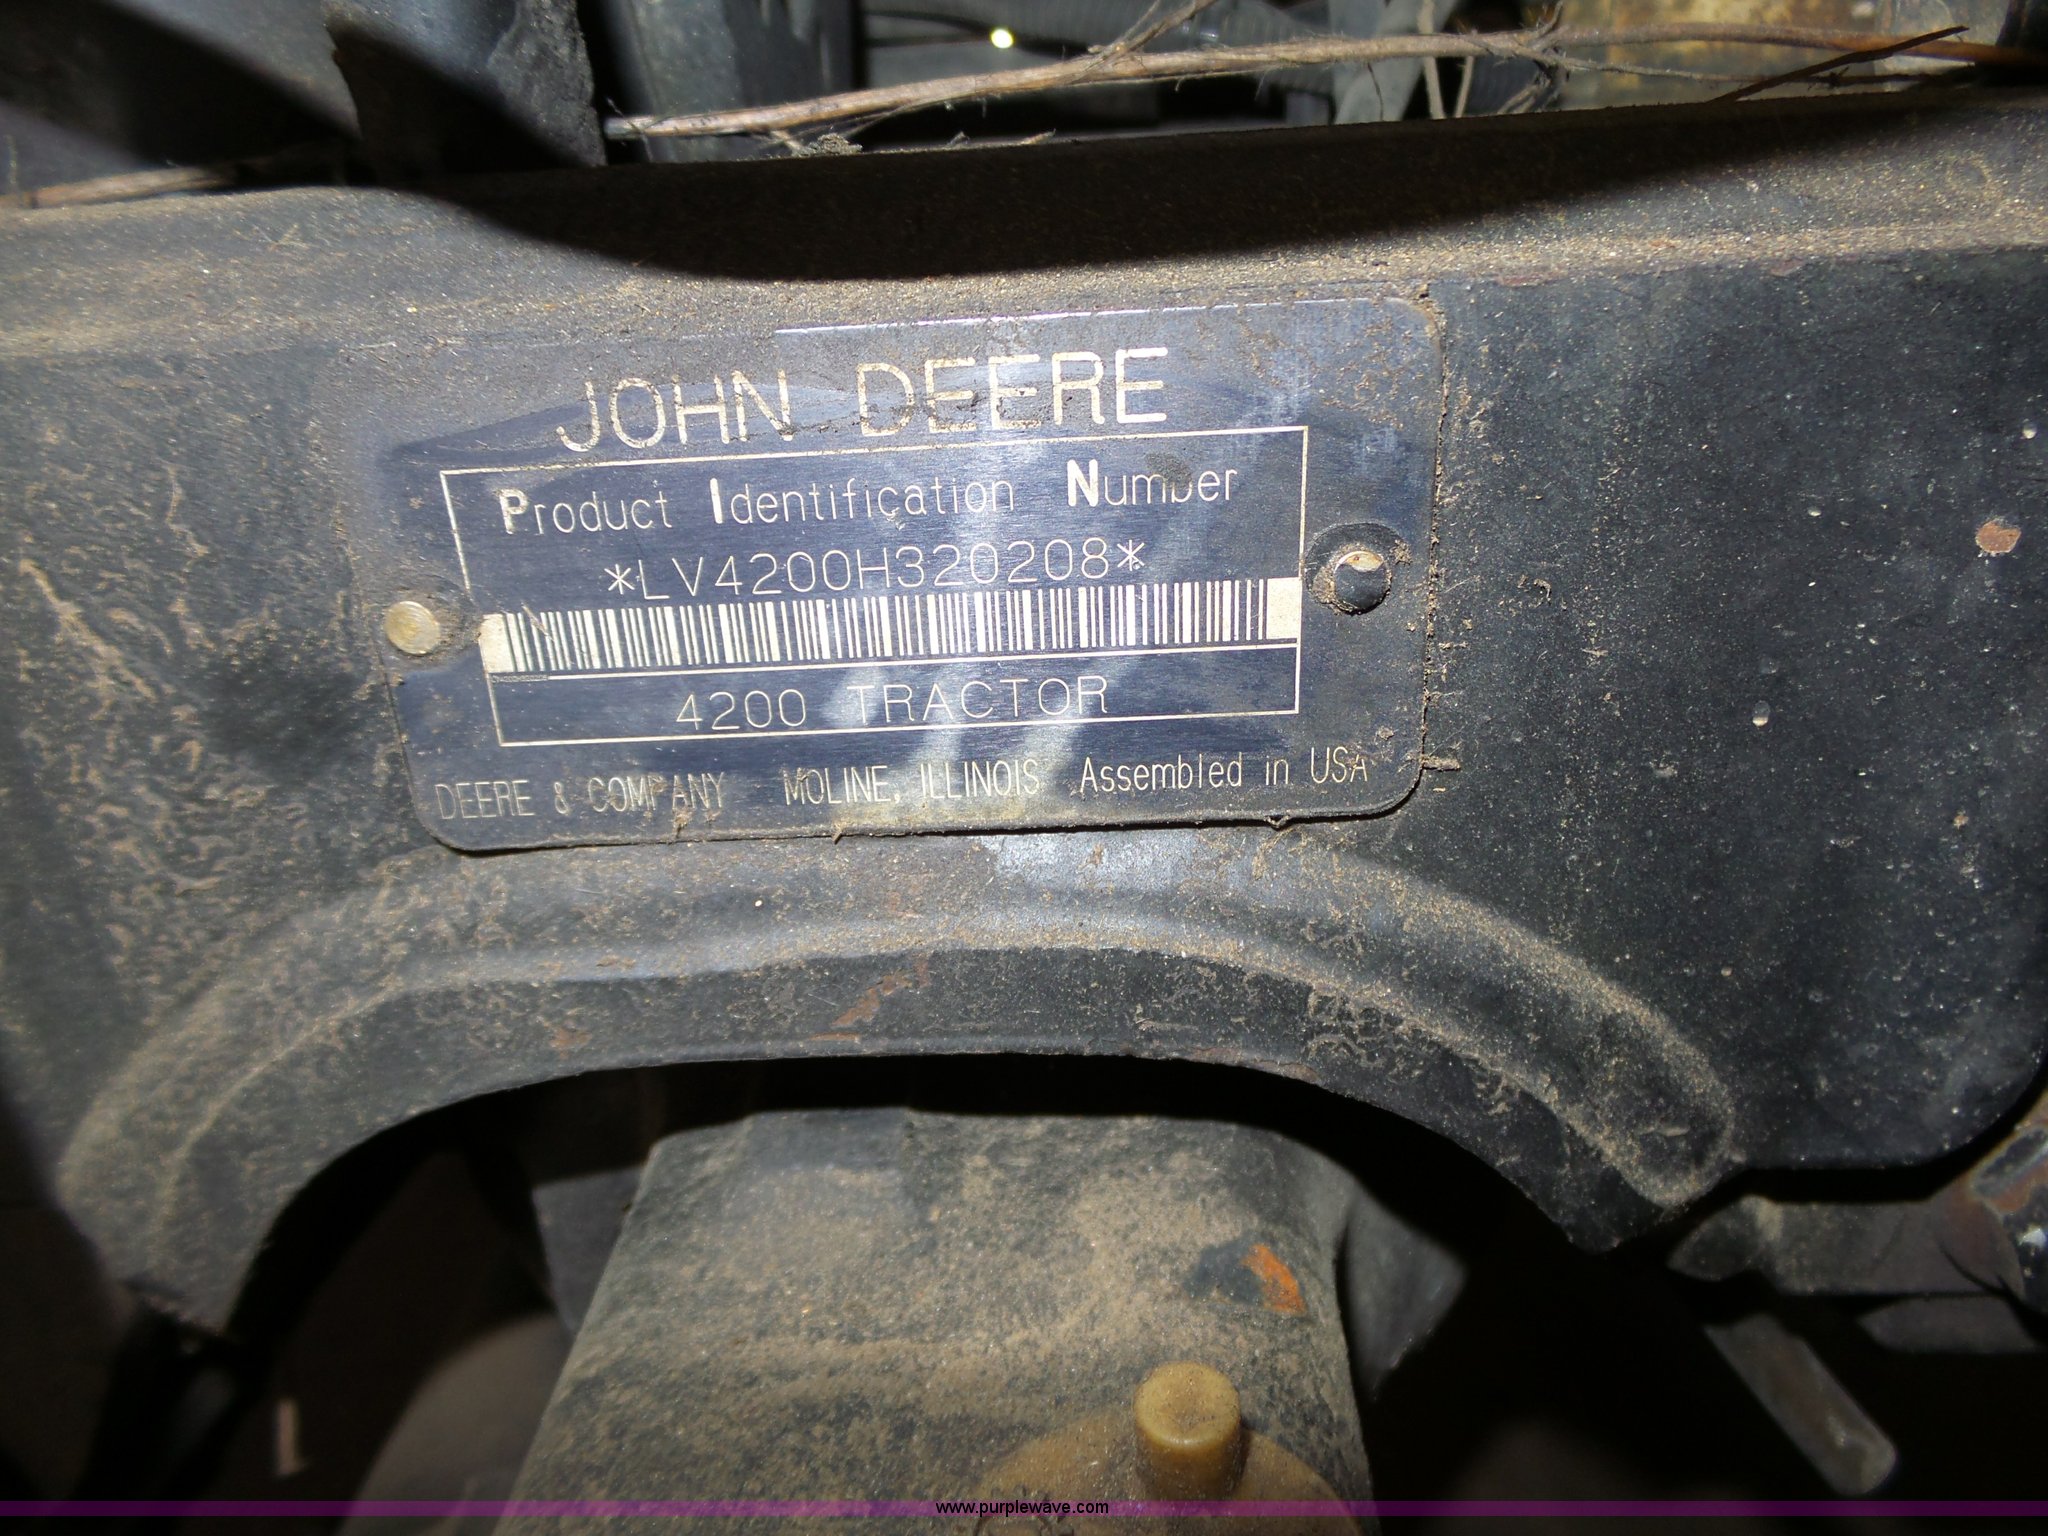 JOHN DEERE
Product Identification Number
*LV4200H320208*
4200 TRACTOR
DEERE & COMPANY MOLINE, ILLINOIS Assembled in USA
www.purplewave.com